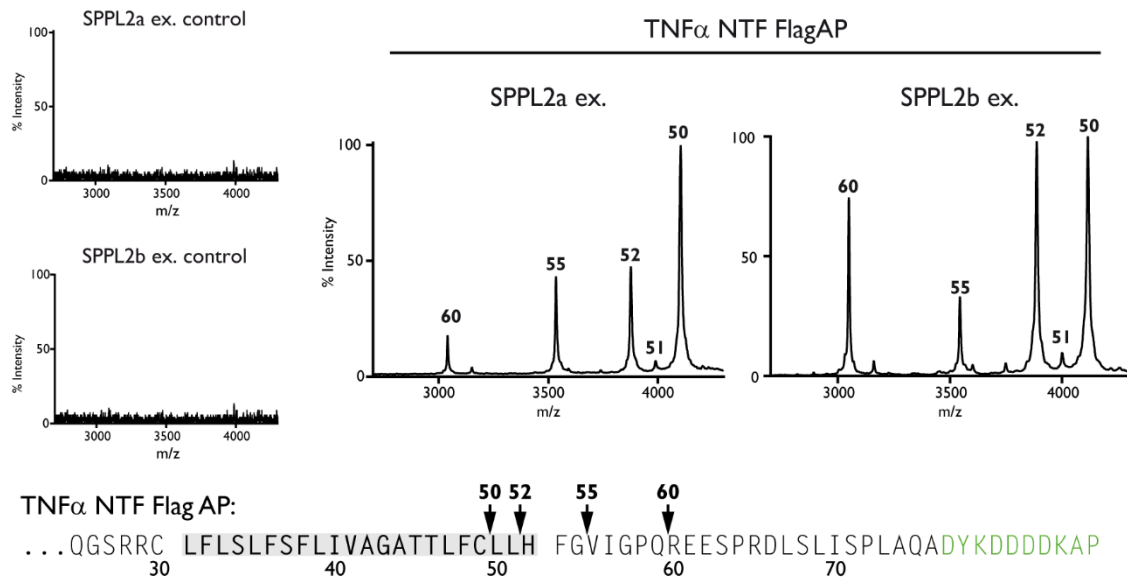 SPPL2a ex. control
100
50
0
% Intensity
3000 3500 4000
m/z
SPPL2b ex. control
100
50
0
% Intensity
3000 3500 4000
m/z
TNFα NTF FlagAP
SPPL2a ex.
100
50
0
% Intensity
60 55 52 51 50
3000 3500 4000
m/z
SPPL2b ex.
100
50
0
60 55 52 51 50
3000 3500 4000
m/z
TNFα NTF Flag AP:
50 52 55 60
...QGSRRC LFLSLFSFLIVAGATTLFCLLH FGVIGPQREESPRDLSLISPLAQADYKDDDDKAP
30 40 50 60 70